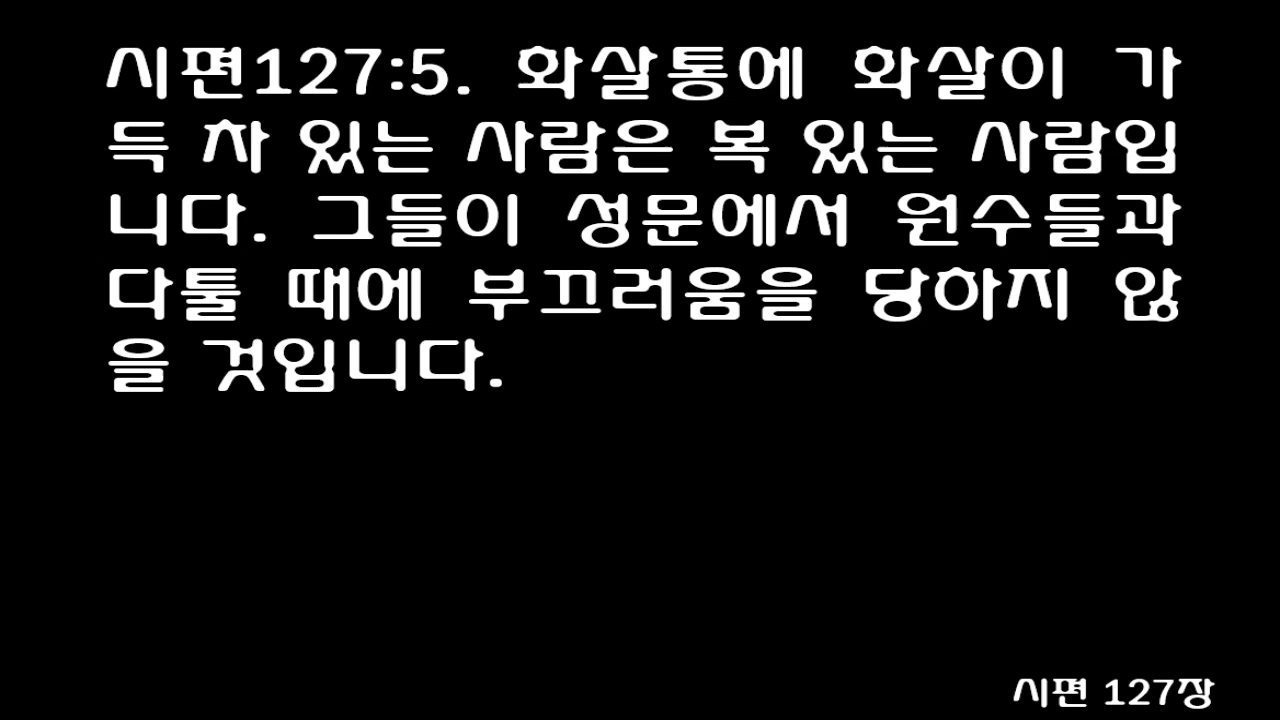 시편127:5. 화살통에 화살이 가
득 차 있는 사람은 복 있는 사람입
니다. 그들이 성문에서 원수들과
다툴 때에 부끄러움을 당하지 않
을 것입니다.
시편 127장